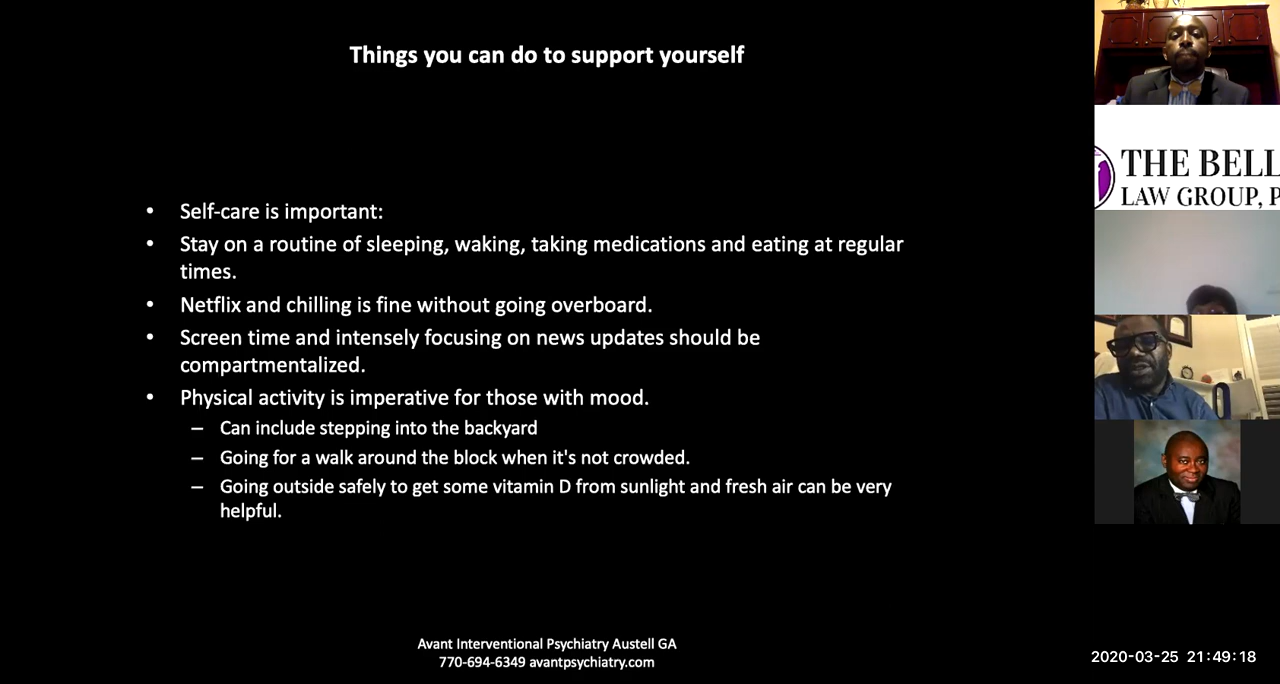 Things you can do to support yourself
• Self-care is important:
• Stay on a routine of sleeping, waking, taking medications and eating at regular
times.
• Netflix and chilling is fine without going overboard.
• Screen time and intensely focusing on news updates should be
compartmentalized.
• Physical activity is imperative for those with mood.
– Can include stepping into the backyard
– Going for a walk around the block when it's not crowded.
– Going outside safely to get some vitamin D from sunlight and fresh air can be very
helpful.
Avant Interventional Psychiatry Austell GA
770-694-6349 avantpsychiatry.com
THE BELL
LAW GROUP, P
2020-03-25 21:49:18